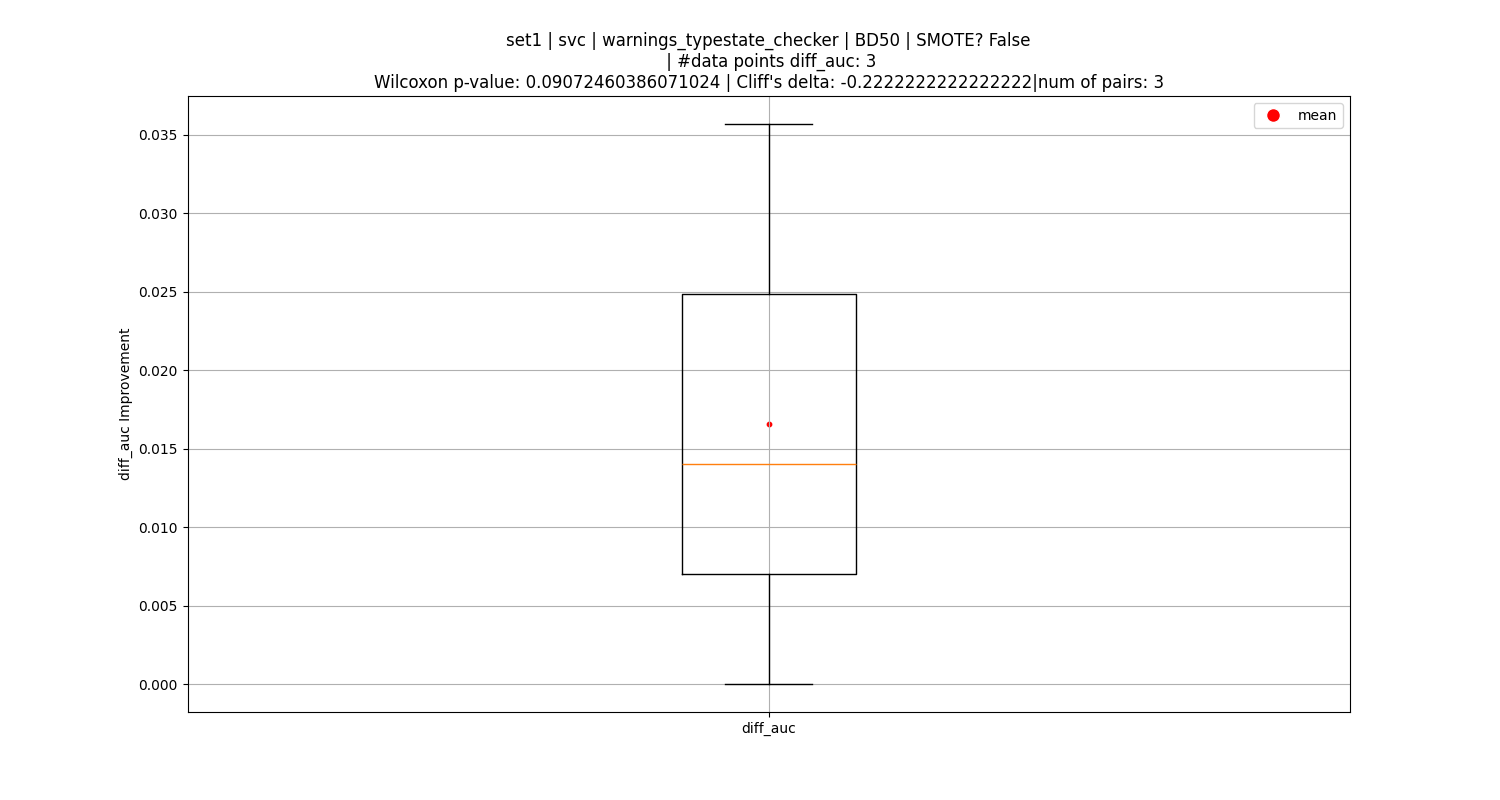 set1 | svc | warnings_typestate_checker | BD50 | SMOTE? False
| #data points diff_auc: 3
Wilcoxon p-value: 0.09072460386071024 | Cliff's delta: -0.2222222222222222|num of pairs: 3
mean
0.035
0.030
0.025
0.020
0.015
0.010
0.005
0.000
diff_auc Improvement
diff_auc